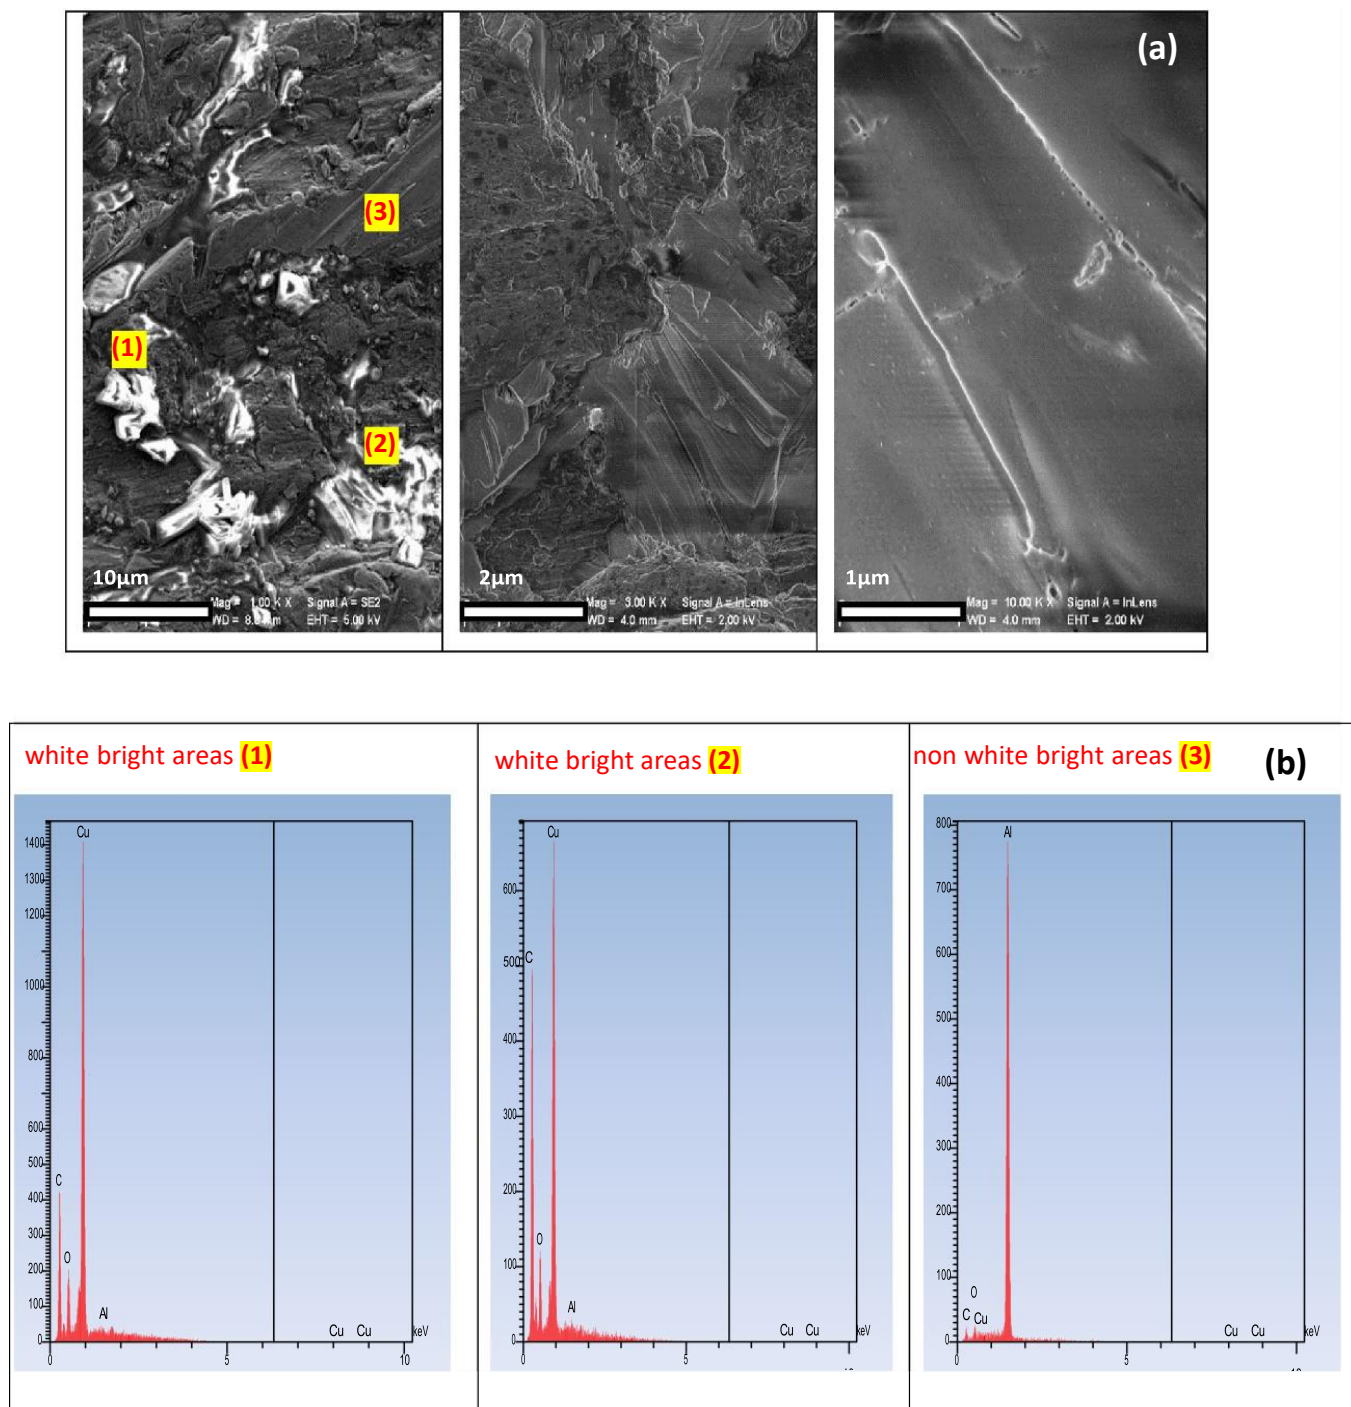 (a)
(3)
(1)
(2)
10µm
Mag = 1.00 K X Signal A = SE2
EHT = 5.00 kV
2µm
Mag = 3.00 K X Signal A = InLens
WD = 4.0 mm EHT = 2.00 kV
1µm
Mag = 10.00 K X Signal A = InLens
WD = 4.0 mm EHT = 2.00 kV
white bright areas (1)
white bright areas (2)
non white bright areas (3)
(b)
Cu
1400
1300
1200
1000
800
600
500
C
400
300
O
200
100
Al
0
Cu Cu keV
0 5 10
Cu
600
C
500
400
300
200
O
100
Al
0
Cu Cu keV
0 5
800
Al
700
600
500
400
300
200
100
O
C
Cu
0
Cu Cu keV
0 5